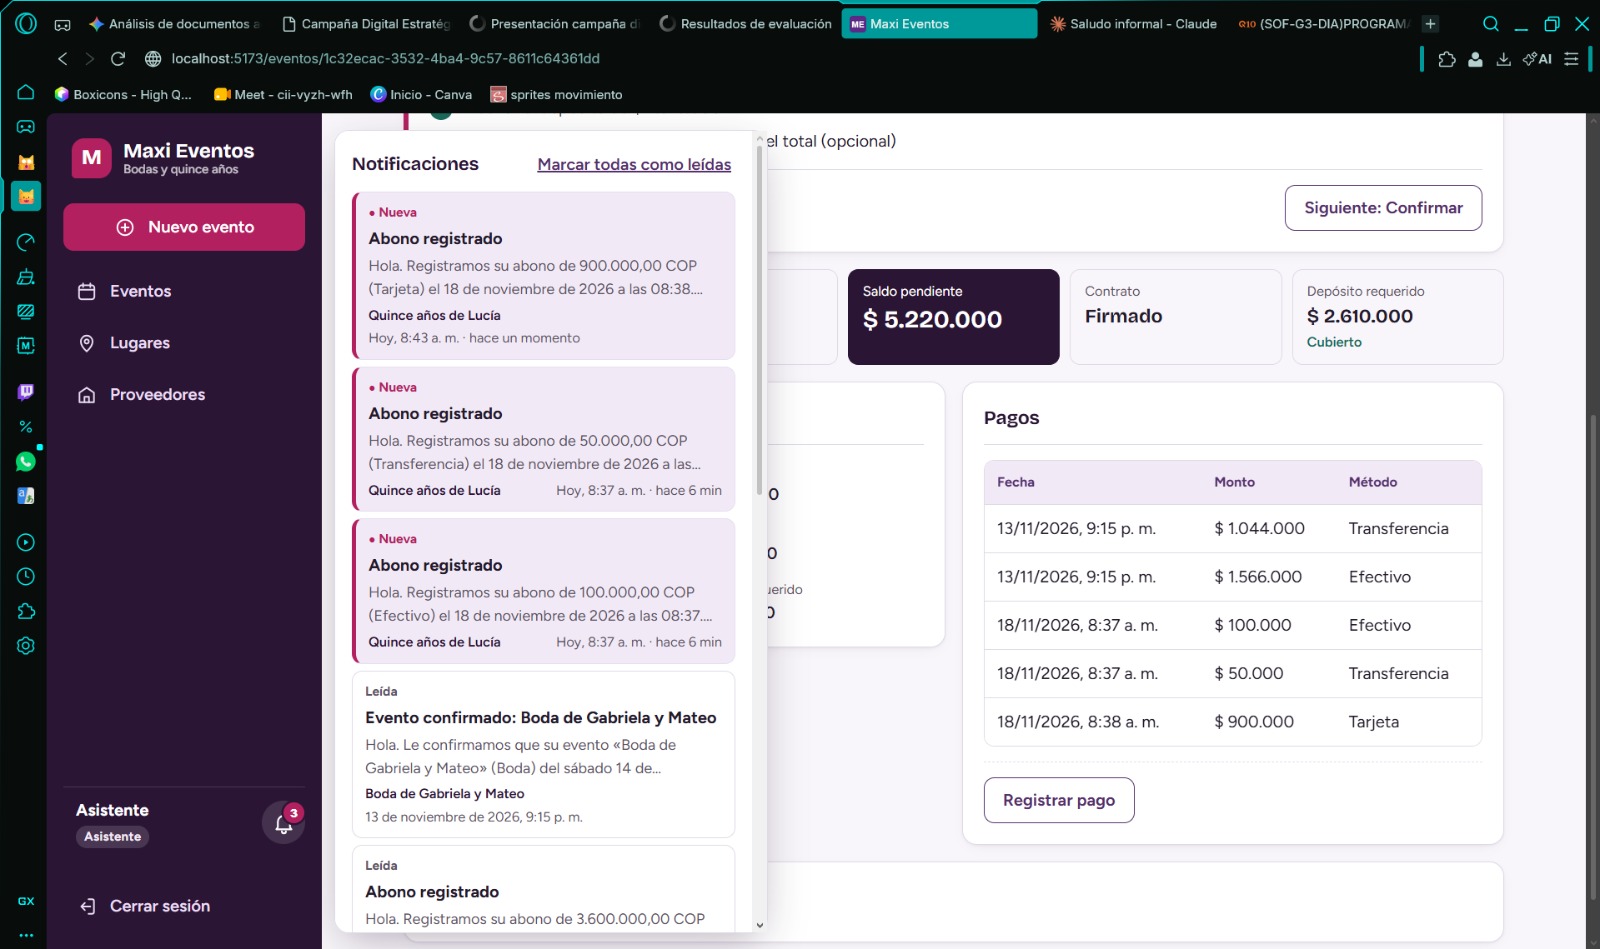 Análisis de documentos a
Campaña Digital Estratég
Presentación campaña di
Resultados de evaluación
ME Maxi Eventos
Saludo informal - Claude
Q10 (SOF-G3-DIA)PROGRAMA
localhost:5173/eventos/1c32ecac-3532-4ba4-9c57-8611c64361dd
AI
Boxicons - High Q...
Meet - cii-vyzh-wfh
Inicio - Canva
sprites movimiento
M
Maxi Eventos
Bodas y quince años
Nuevo evento
Eventos
Lugares
Proveedores
Asistente
Asistente
3
Cerrar sesión
GX
Notificaciones
Marcar todas como leídas
• Nueva
Abono registrado
Hola. Registramos su abono de 900.000,00 COP
(Tarjeta) el 18 de noviembre de 2026 a las 08:38....
Quince años de Lucía
Hoy, 8:43 a. m. · hace un momento
• Nueva
Abono registrado
Hola. Registramos su abono de 50.000,00 COP
(Transferencia) el 18 de noviembre de 2026 a las...
Quince años de Lucía
Hoy, 8:37 a. m. · hace 6 min
• Nueva
Abono registrado
Hola. Registramos su abono de 100.000,00 COP
(Efectivo) el 18 de noviembre de 2026 a las 08:37....
Quince años de Lucía
Hoy, 8:37 a. m. · hace 6 min
Leída
Evento confirmado: Boda de Gabriela y Mateo
Hola. Le confirmamos que su evento «Boda de
Gabriela y Mateo» (Boda) del sábado 14 de...
Boda de Gabriela y Mateo
13 de noviembre de 2026, 9:15 p. m.
Leída
Abono registrado
Hola. Registramos su abono de 3.600.000,00 COP
el total (opcional)
Siguiente: Confirmar
Saldo pendiente
$ 5.220.000
Contrato
Firmado
Depósito requerido
$ 2.610.000
Cubierto
0
0
uerido
0
Pagos
Fecha Monto Método
13/11/2026, 9:15 p. m. $ 1.044.000 Transferencia
13/11/2026, 9:15 p. m. $ 1.566.000 Efectivo
18/11/2026, 8:37 a. m. $ 100.000 Efectivo
18/11/2026, 8:37 a. m. $ 50.000 Transferencia
18/11/2026, 8:38 a. m. $ 900.000 Tarjeta
Registrar pago